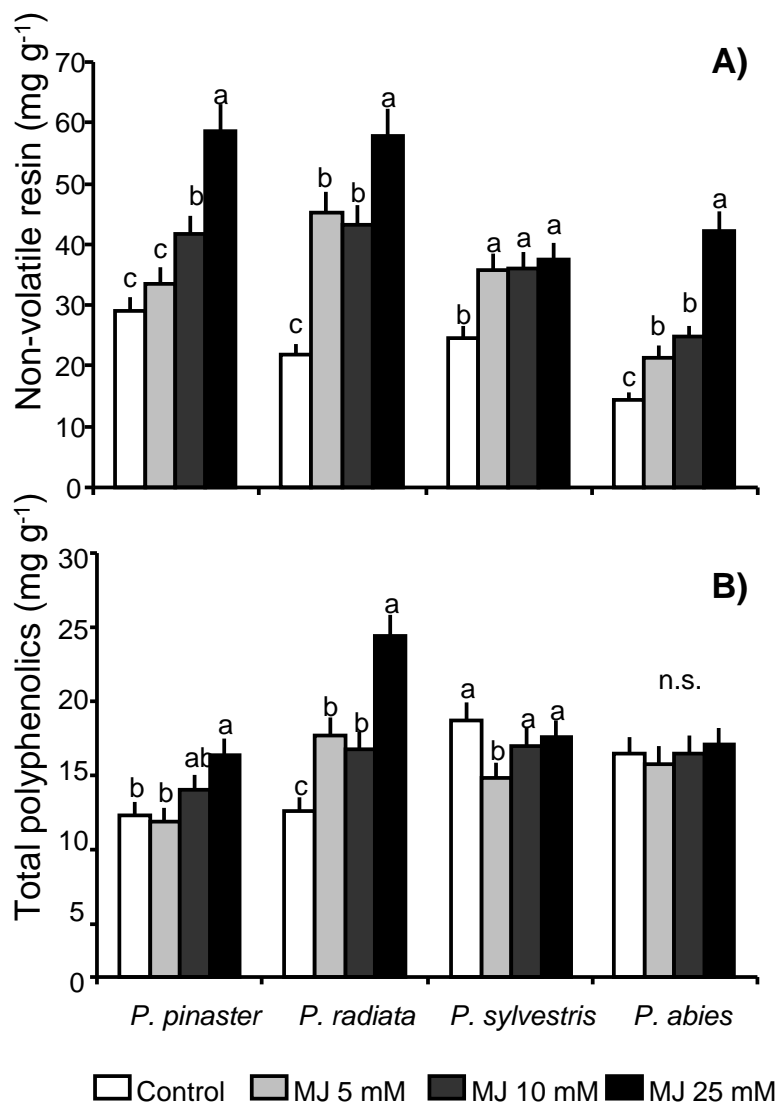 Non-volatile resin (mg g⁻¹)
A)
70
60
50
40
30
20
10
0
c
c
b
a
c
b
b
a
b
a
a
a
c
b
b
a
Total polyphenolics (mg g⁻¹)
B)
30
25
20
15
10
5
0
b
b
ab
a
c
b
b
a
a
b
a
a
n.s.
P. pinaster
P. radiata
P. sylvestris
P. abies
Control
MJ 5 mM
MJ 10 mM
MJ 25 mM